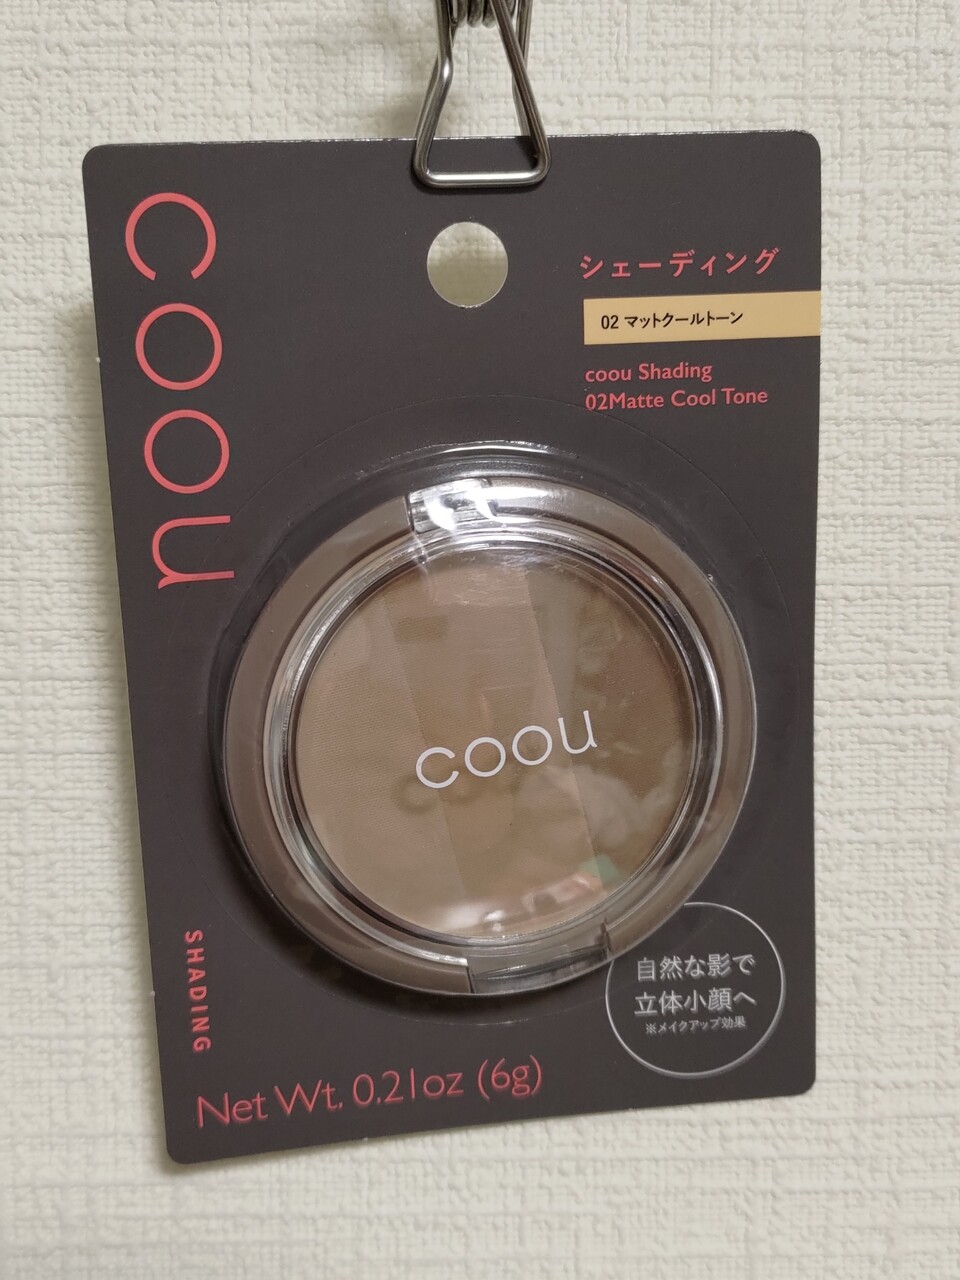 coou
シェーディング
02 マットクールトーン
coou Shading
02Matte Cool Tone
coou
自然な影で
立体小顔へ
※メイクアップ効果
SHADING
Net Wt. 0.21oz (6g)